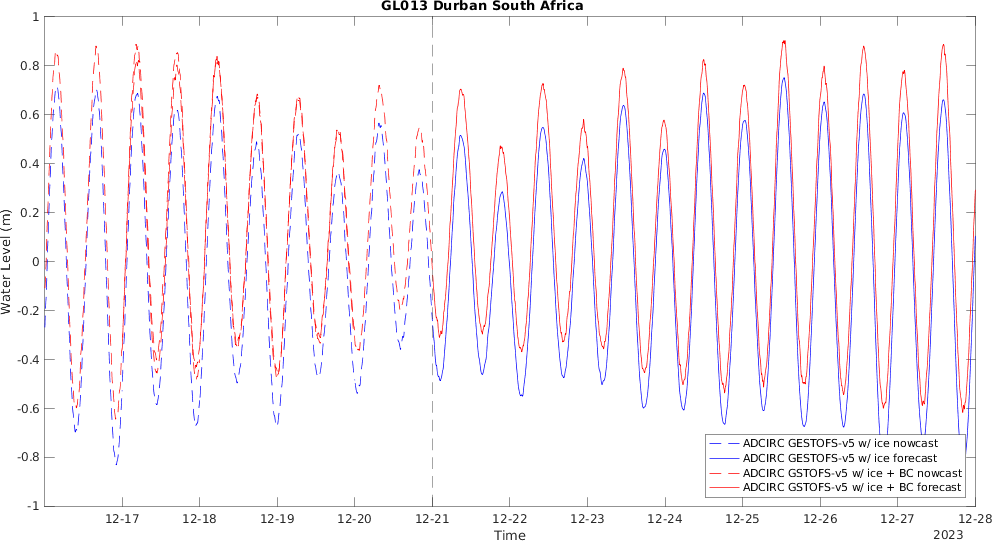 GL013 Durban South Africa
Water Level (m)
1
0.8
0.6
0.4
0.2
0
-0.2
-0.4
-0.6
-0.8
-1
ADCIRC GESTOFS-v5 w/ ice nowcast
ADCIRC GESTOFS-v5 w/ ice forecast
ADCIRC GSTOFS-v5 w/ ice + BC nowcast
ADCIRC GSTOFS-v5 w/ ice + BC forecast
12-17 12-18 12-19 12-20 12-21 12-22 12-23 12-24 12-25 12-26 12-27 12-28
Time
2023